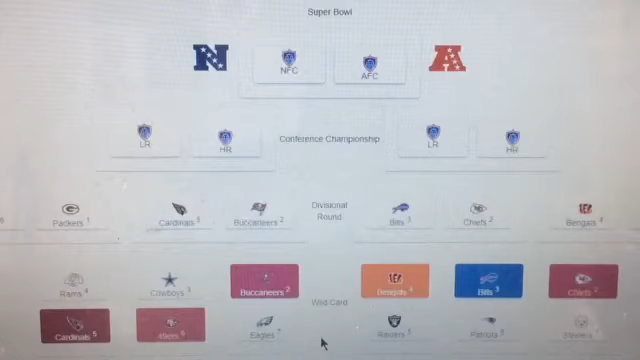 Super Bowl
NFC
AFC
LR
HR
Conference Championship
LR
HR
6
Packers 1
Cardinals 5
Buccaneers 2
Divisional
Round
Bills 3
Chiefs 2
Bengals 4
Rams 4
Cowboys 3
Buccaneers 2
Wild Card
Bengals 4
Bills 3
Chiefs 2
Cardinals 5
49ers 6
Eagles 7
Raiders 5
Patriots 6
Steelers